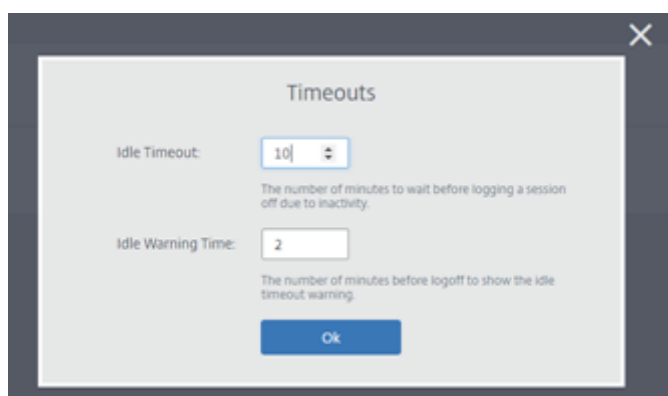 Timeouts
Idle Timeout:
10
The number of minutes to wait before logging a session
off due to inactivity.
Idle Warning Time:
2
The number of minutes before logoff to show the idle
timeout warning.
Ok